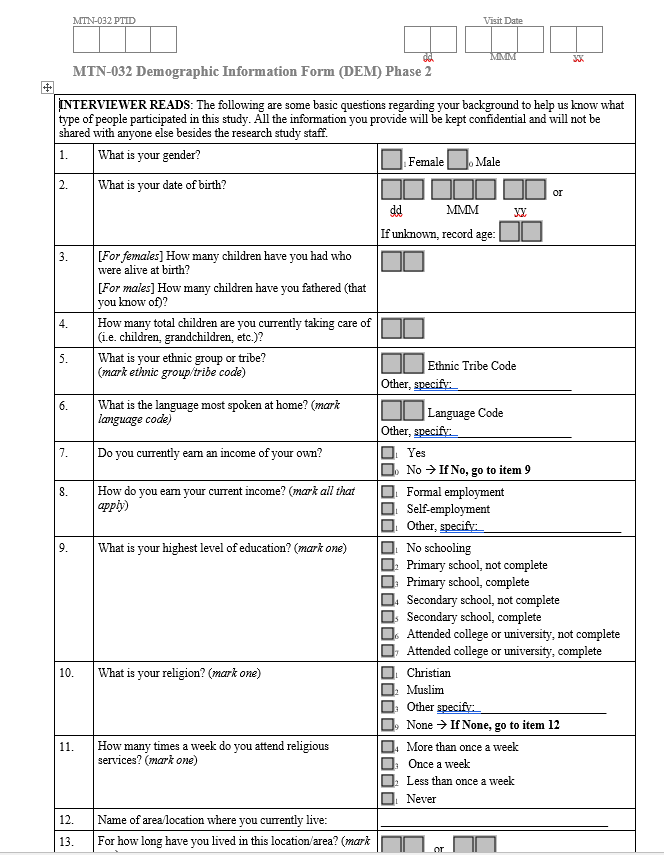 MTN-032 PTID
Visit Date
dd MMM yy
MTN-032 Demographic Information Form (DEM) Phase 2
INTERVIEWER READS: The following are some basic questions regarding your background to help us know what
type of people participated in this study. All the information you provide will be kept confidential and will not be
shared with anyone else besides the research study staff.
1. What is your gender? 1 Female 0 Male
2. What is your date of birth? or
dd MMM yy
If unknown, record age:
3. [For females] How many children have you had who
were alive at birth?
[For males] How many children have you fathered (that
you know of)?
4. How many total children are you currently taking care of
(i.e. children, grandchildren, etc.)?
5. What is your ethnic group or tribe?
(mark ethnic group/tribe code)
Ethnic Tribe Code
Other, specify:
6. What is the language most spoken at home? (mark
language code)
Language Code
Other, specify:
7. Do you currently earn an income of your own?
1 Yes
0 No → If No, go to item 9
8. How do you earn your current income? (mark all that
apply)
1 Formal employment
1 Self-employment
1 Other, specify:
9. What is your highest level of education? (mark one)
1 No schooling
2 Primary school, not complete
3 Primary school, complete
4 Secondary school, not complete
5 Secondary school, complete
6 Attended college or university, not complete
7 Attended college or university, complete
10. What is your religion? (mark one)
1 Christian
2 Muslim
3 Other specify:
9 None → If None, go to item 12
11. How many times a week do you attend religious
services? (mark one)
4 More than once a week
3 Once a week
2 Less than once a week
1 Never
12. Name of area/location where you currently live:
13. For how long have you lived in this location/area? (mark
or